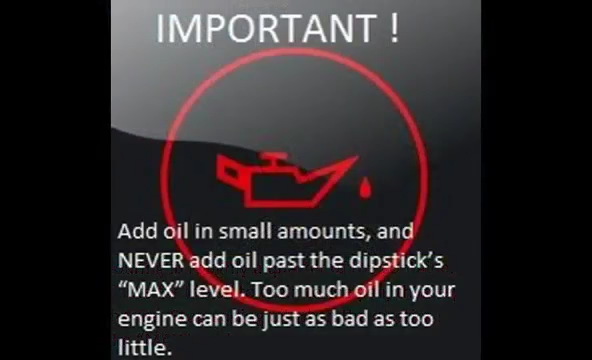 IMPORTANT !
Add oil in small amounts, and
NEVER add oil past the dipstick's
“MAX” level. Too much oil in your
engine can be just as bad as too
little.